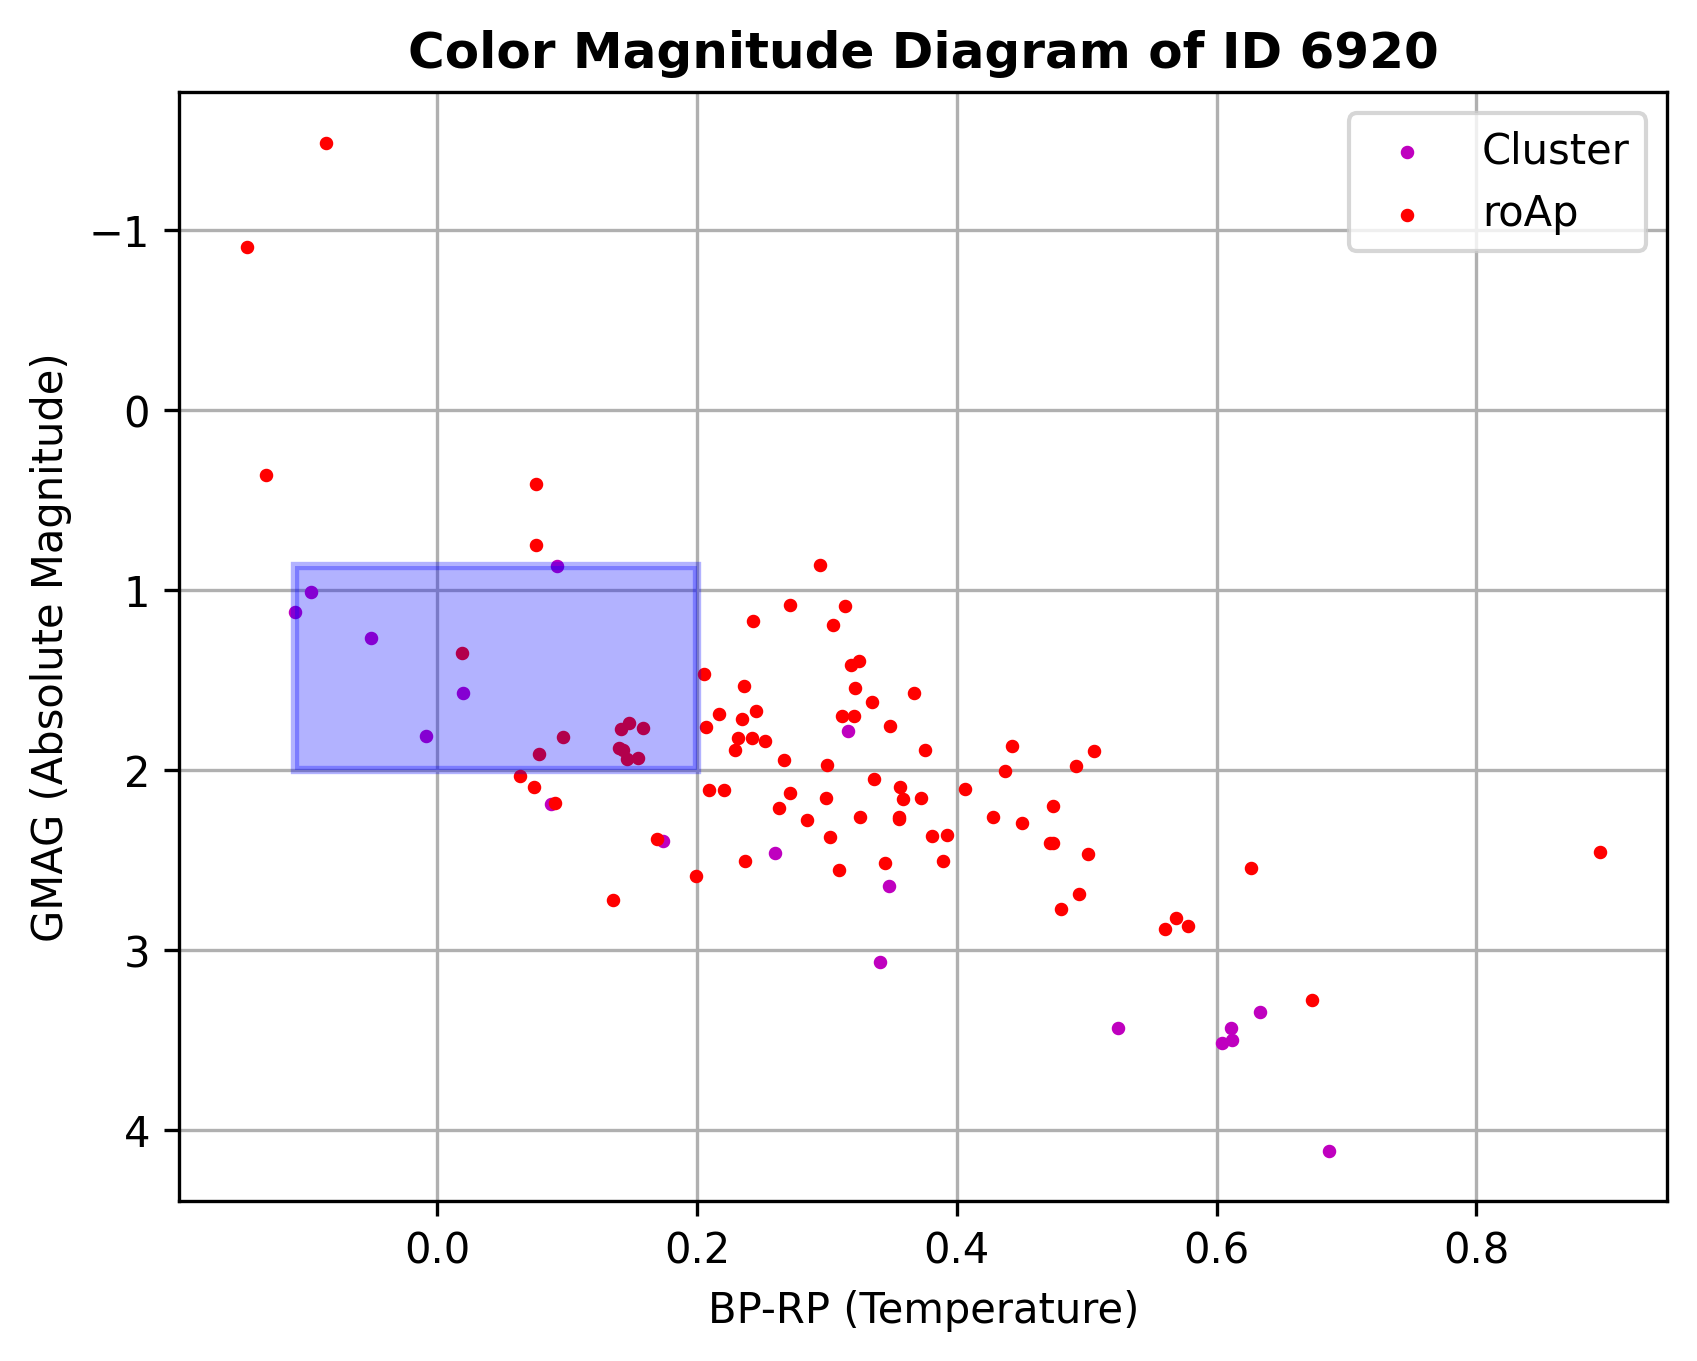 Color Magnitude Diagram of ID 6920
Cluster
roAp
GMAG (Absolute Magnitude)
−1
0
1
2
3
4
0.0 0.2 0.4 0.6 0.8
BP-RP (Temperature)